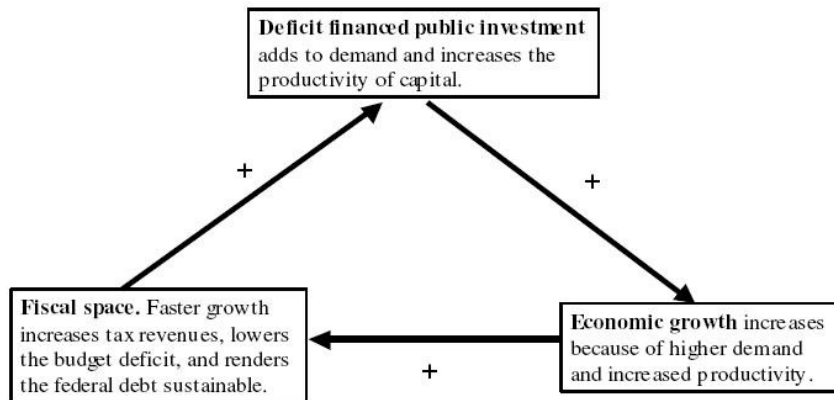 Deficit financed public investment
adds to demand and increases the
productivity of capital.
+
+
Fiscal space. Faster growth
increases tax revenues, lowers
the budget deficit, and renders
the federal debt sustainable.
Economic growth increases
because of higher demand
and increased productivity.
+